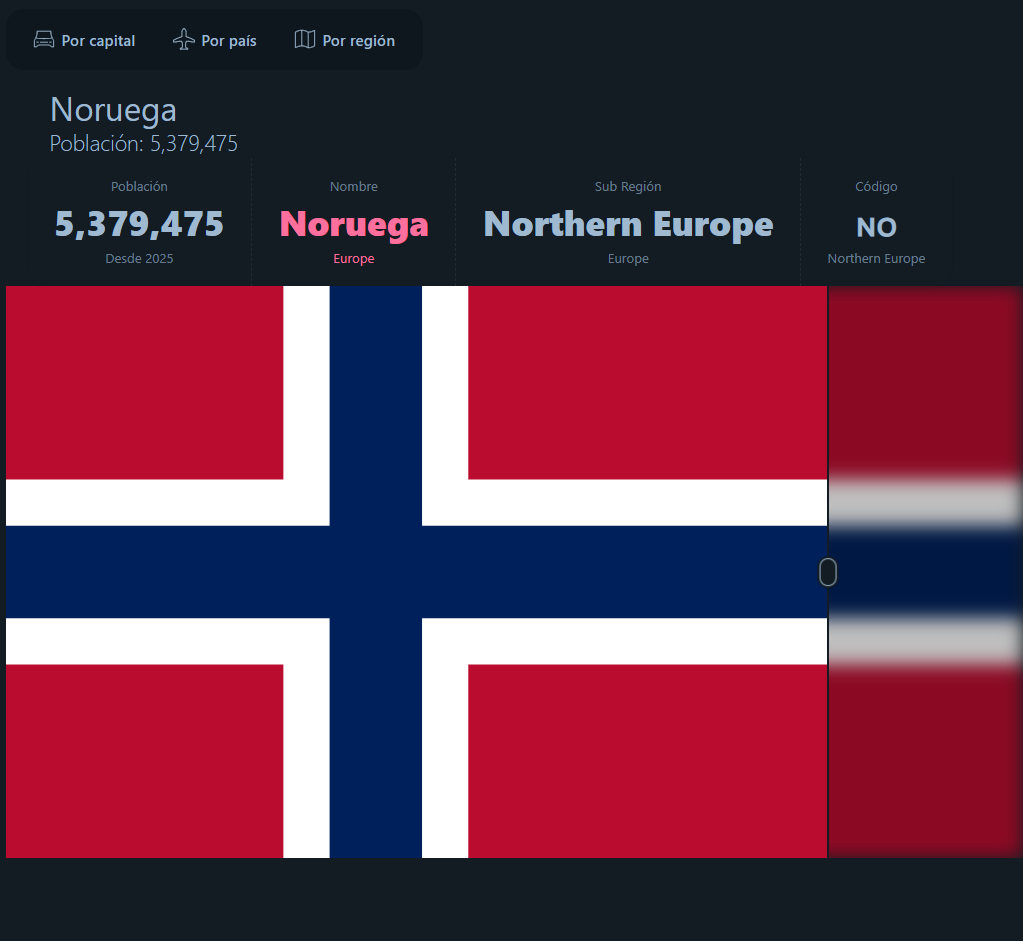 Por capital Por país Por región
Noruega
Población: 5,379,475
Población Nombre Sub Región Código
5,379,475 Noruega Northern Europe NO
Desde 2025 Europe Europe Northern Europe